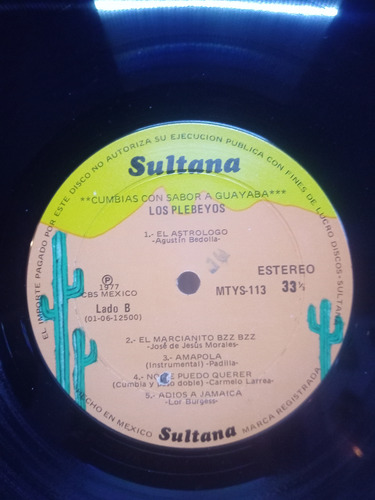 EL IMPORTE PAGADO POR ESTE DISCO NO AUTORIZA SU EJECUCION PUBLICA CON FINES DE LUCRO DISCOS - SULTANA
Sultana
**CUMBIAS CON SABOR A GUAYABA***
LOS PLEBEYOS
1.- EL ASTROLOGO
-Agustín Bedolla-
P
1977
CBS MEXICO
Lado B
(01-06-12500)
ESTEREO
MTYS-113 33⅓
2.- EL MARCIANITO BZZ BZZ
-José de Jesús Morales-
3.- AMAPOLA
(Instrumental) -Padilla-
4.- NO PUEDO QUERER
(Cumbia y paso doble) -Carmelo Larrea-
5.- ADIOS A JAMAICA
-Lor Burgess-
HECHO EN MEXICO
Sultana
MARCA REGISTRADA